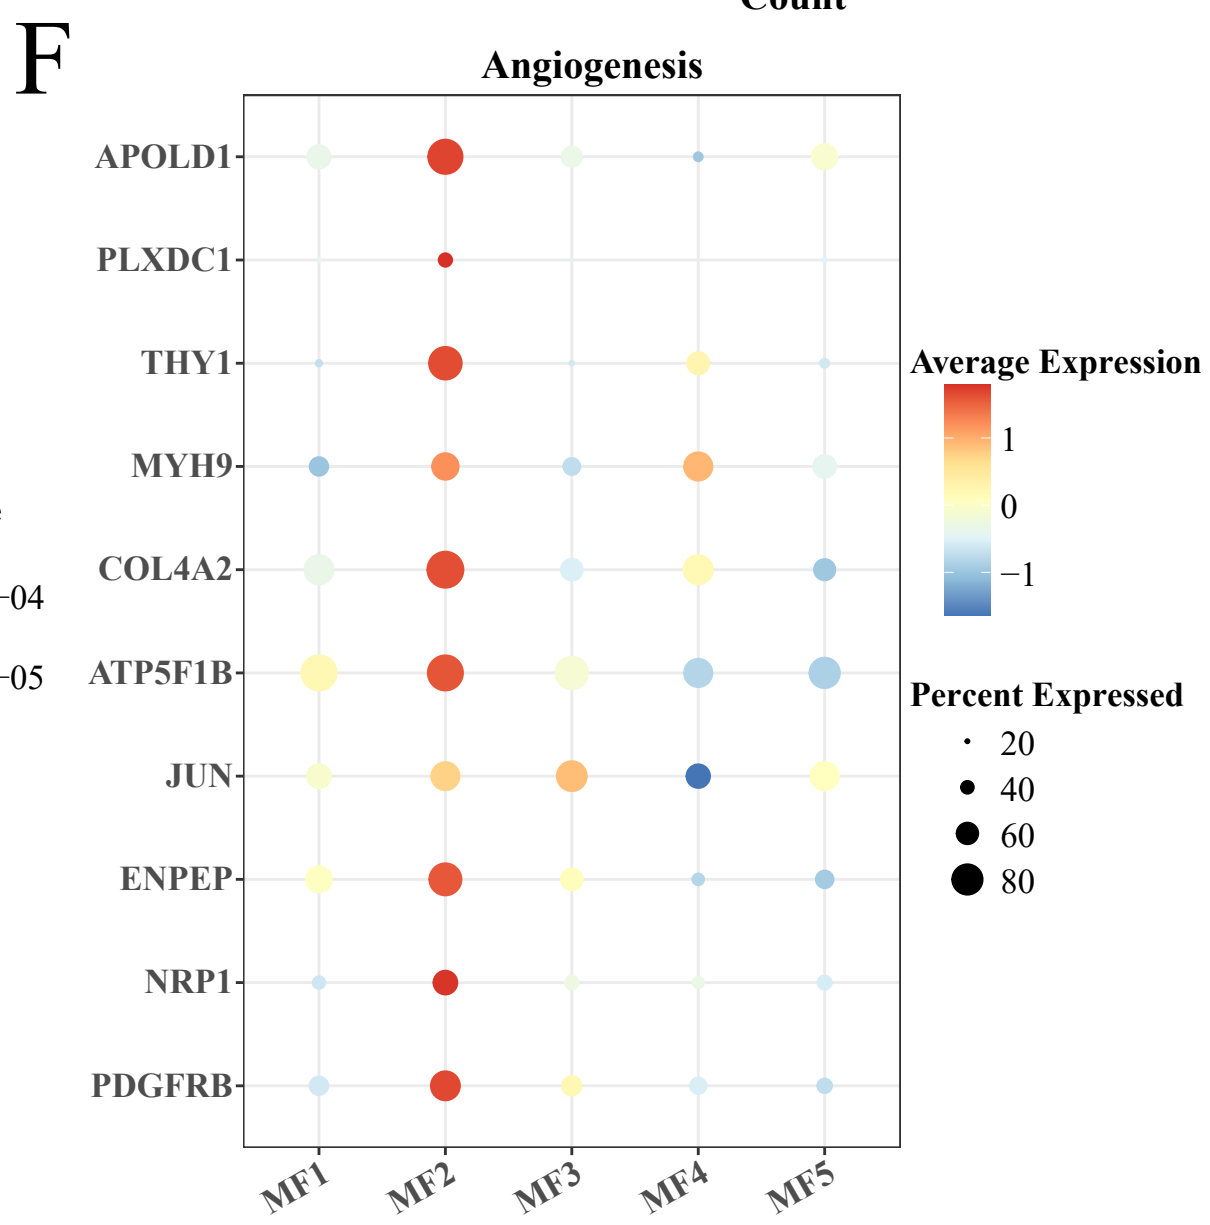 Count
F
Angiogenesis
APOLD1
PLXDC1
THY1
MYH9
COL4A2
ATP5F1B
JUN
ENPEP
NRP1
PDGFRB
MF1 MF2 MF3 MF4 MF5
Average Expression
1
0
−1
Percent Expressed
20
40
60
80
−04
−05